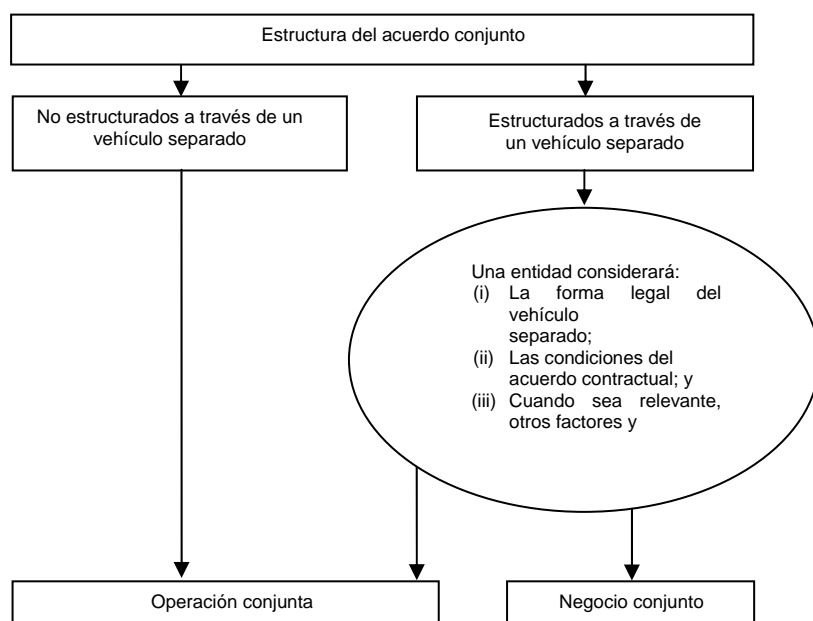 Estructura del acuerdo conjunto
No estructurados a través de un
vehículo separado
Estructurados a través de
un vehículo separado
Una entidad considerará:
(i) La forma legal del
vehículo
separado;
(ii) Las condiciones del
acuerdo contractual; y
(iii) Cuando sea relevante,
otros factores y
Operación conjunta
Negocio conjunto